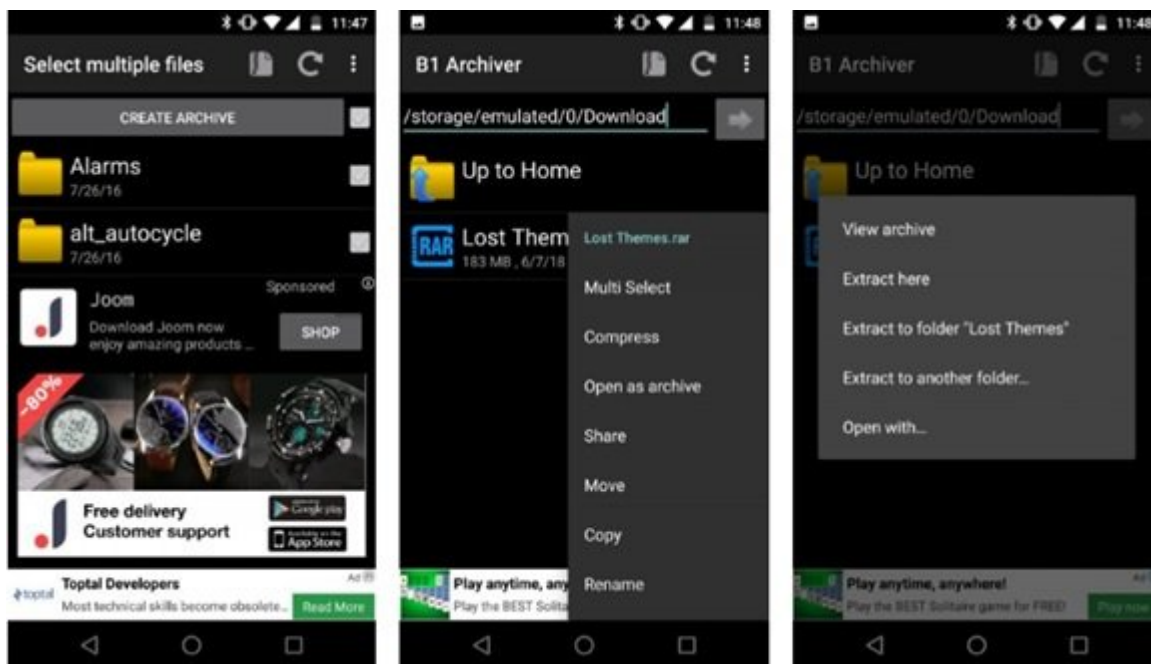 11:47
Select multiple files
CREATE ARCHIVE
Alarms
7/26/16
alt_autocycle
7/26/16
Sponsored
Joom
Download Joom now
enjoy amazing products ...
SHOP
-80%
Free delivery
Customer support
Google play
App Store
Toptal Developers
Ad
toptal
Most technical skills become obsolete...
Read More
11:48
B1 Archiver
/storage/emulated/0/Download
Up to Home
RAR
Lost Them
183 MB , 6/7/18
Lost Themes.rar
Multi Select
Compress
Open as archive
Share
Move
Copy
Rename
Play anytime, any
Play the BEST Solita
11:48
B1 Archiver
/storage/emulated/0/Download
Up to Home
View archive
Extract here
Extract to folder "Lost Themes"
Extract to another folder...
Open with...
Play anytime, anywhere!
Ad
Play the BEST Solitaire game for FREE!
Play now